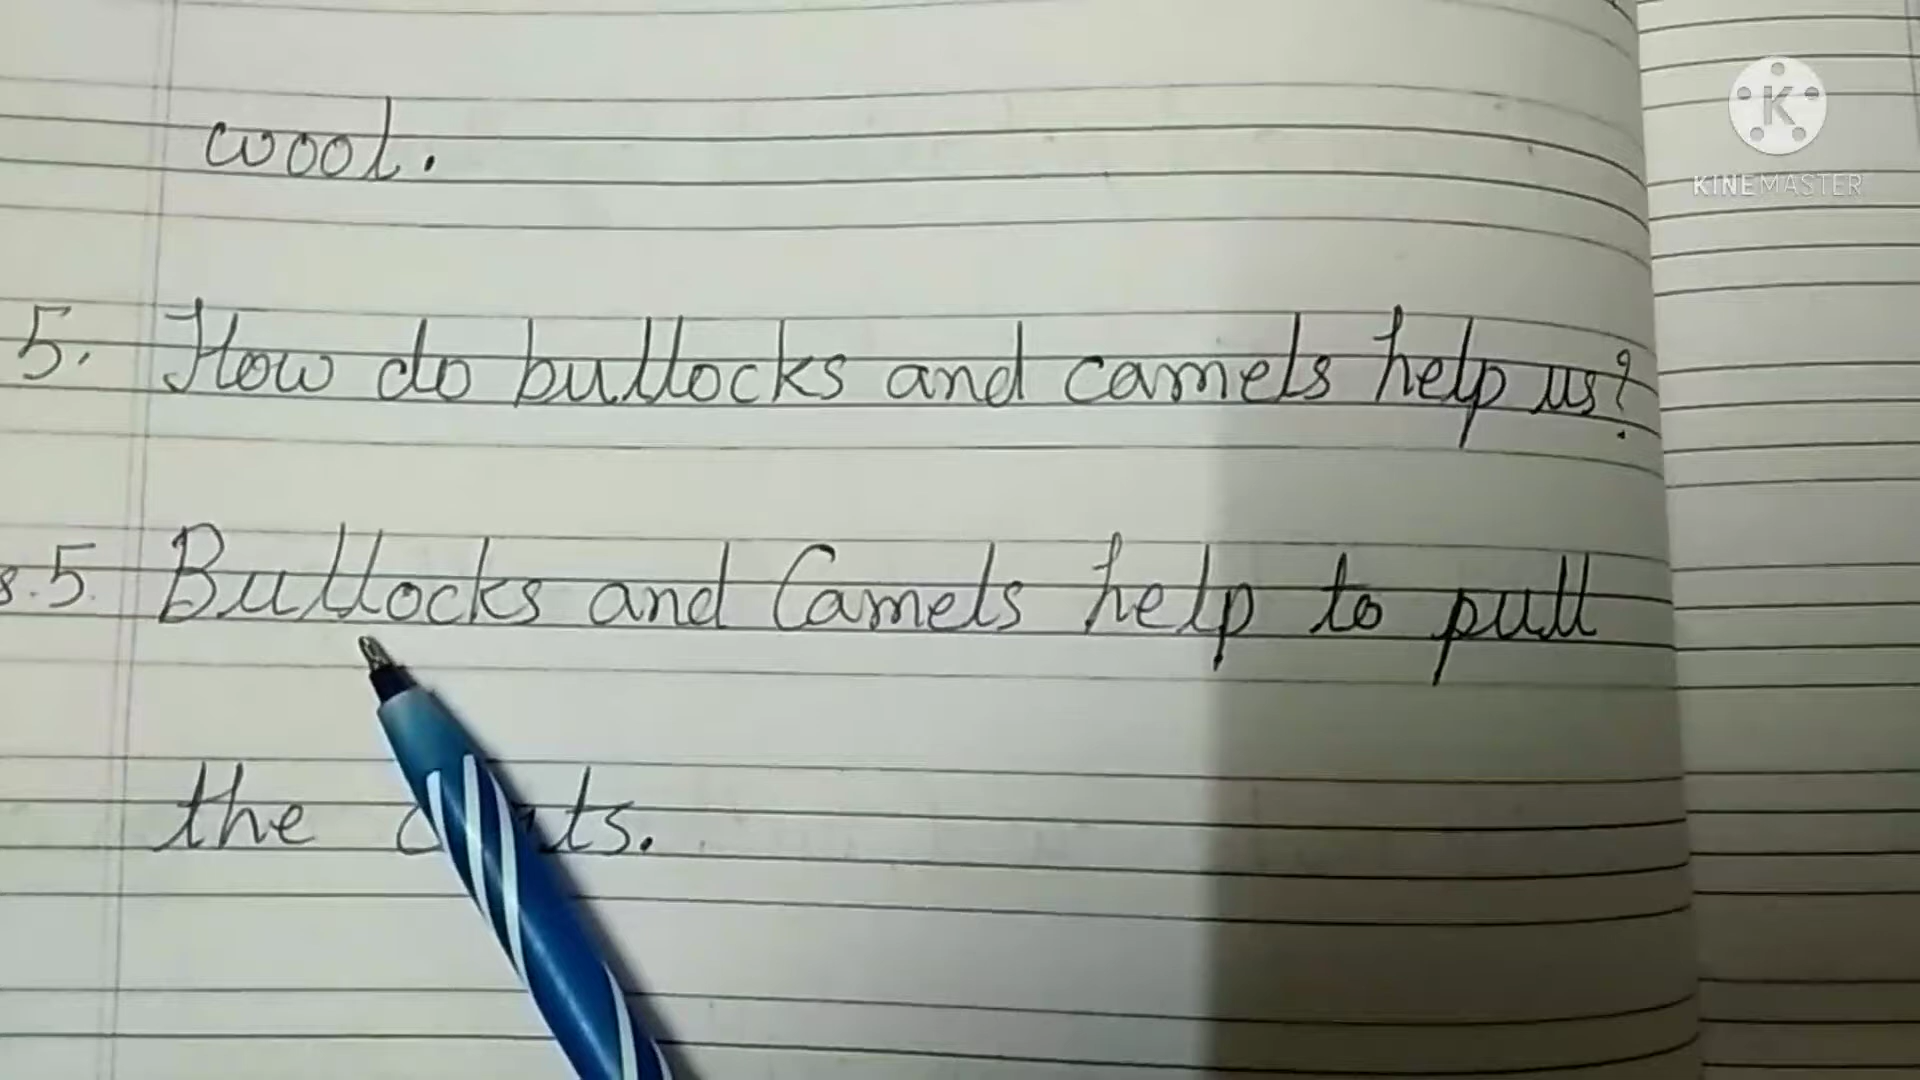 wool.
KINEMASTER
5. How do bullocks and camels help us?
s.5. Bullocks and Camels help to pull
the